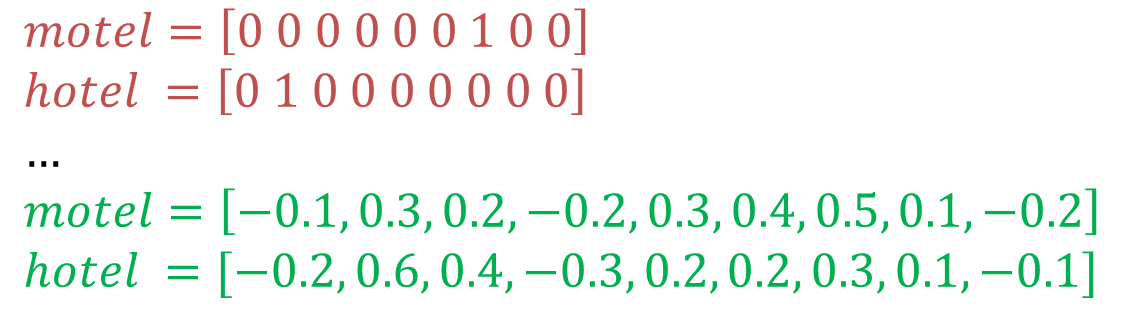 motel = [0 0 0 0 0 0 1 0 0]
hotel = [0 1 0 0 0 0 0 0 0]
...
motel = [−0.1, 0.3, 0.2, −0.2, 0.3, 0.4, 0.5, 0.1, −0.2]
hotel = [−0.2, 0.6, 0.4, −0.3, 0.2, 0.2, 0.3, 0.1, −0.1]